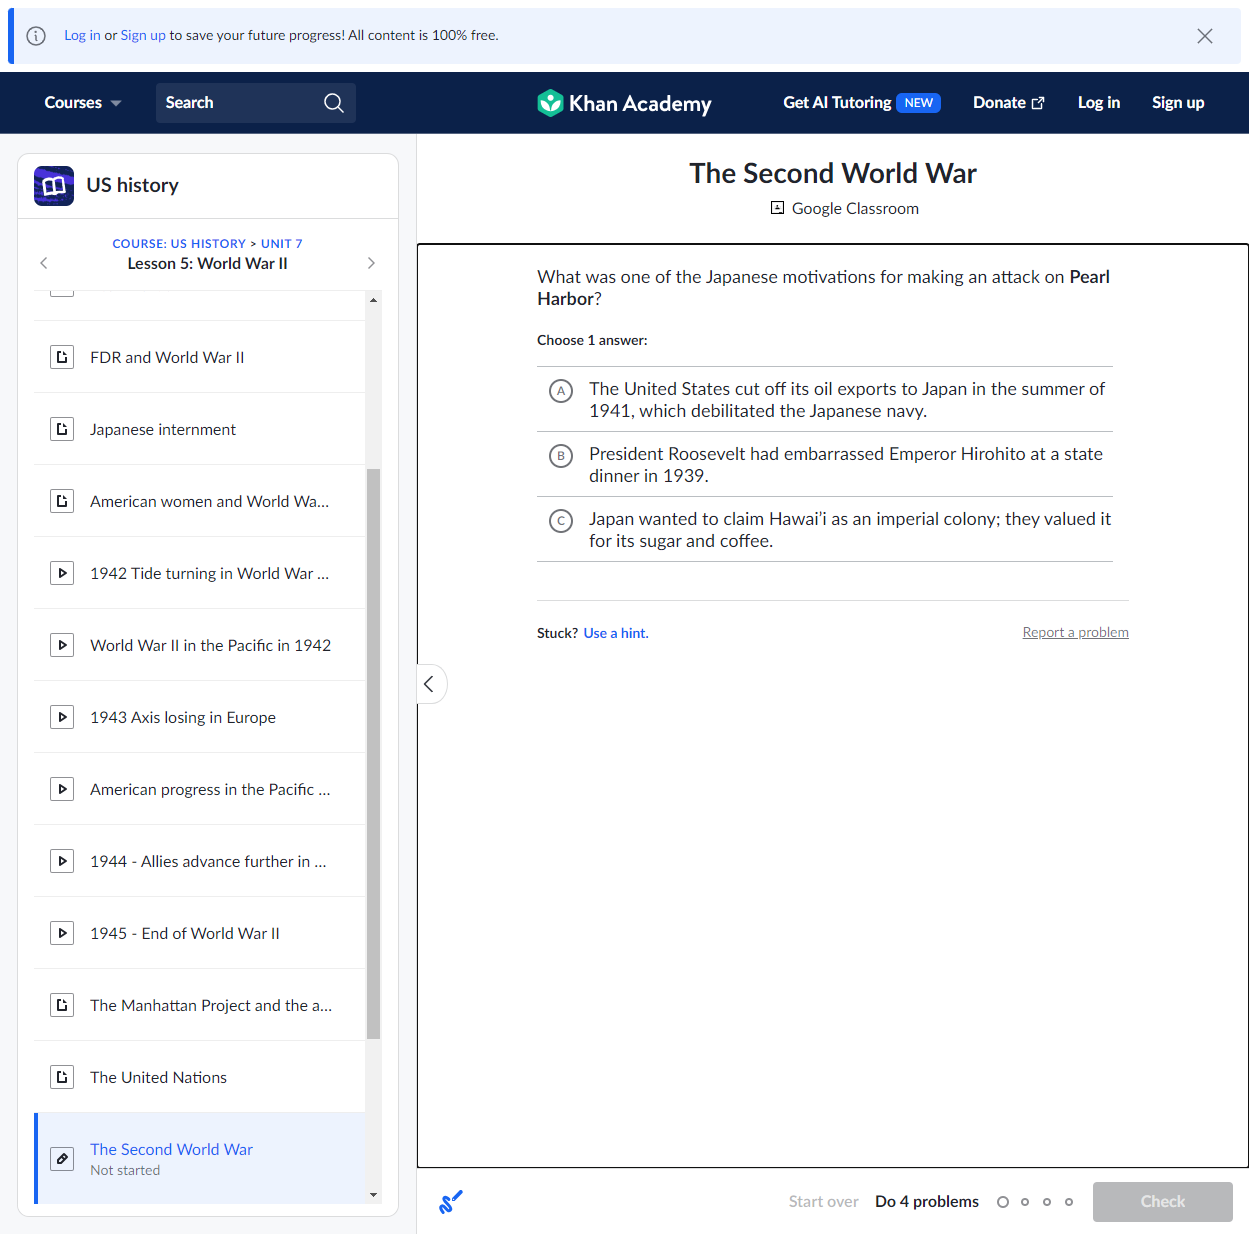 Log in or Sign up to save your future progress! All content is 100% free.
Courses
Search
Khan Academy
Get AI Tutoring NEW
Donate
Log in
Sign up
US history
COURSE: US HISTORY > UNIT 7
Lesson 5: World War II
FDR and World War II
Japanese internment
American women and World Wa...
1942 Tide turning in World War ...
World War II in the Pacific in 1942
1943 Axis losing in Europe
American progress in the Pacific ...
1944 - Allies advance further in ...
1945 - End of World War II
The Manhattan Project and the a...
The United Nations
The Second World War
Not started
The Second World War
Google Classroom
What was one of the Japanese motivations for making an attack on Pearl
Harbor?
Choose 1 answer:
A
The United States cut off its oil exports to Japan in the summer of
1941, which debilitated the Japanese navy.
B
President Roosevelt had embarrassed Emperor Hirohito at a state
dinner in 1939.
C
Japan wanted to claim Hawai'i as an imperial colony; they valued it
for its sugar and coffee.
Stuck? Use a hint.
Report a problem
Start over
Do 4 problems
Check